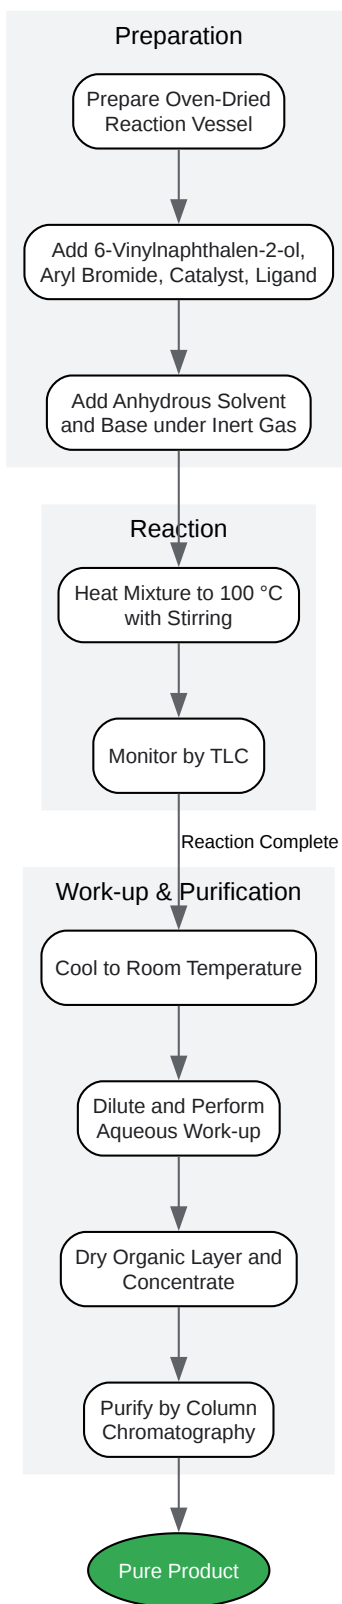 Preparation
Prepare Oven-Dried
Reaction Vessel
Add 6-Vinylnaphthalen-2-ol,
Aryl Bromide, Catalyst, Ligand
Add Anhydrous Solvent
and Base under Inert Gas
Reaction
Heat Mixture to 100 °C
with Stirring
Monitor by TLC
Reaction Complete
Work-up & Purification
Cool to Room Temperature
Dilute and Perform
Aqueous Work-up
Dry Organic Layer and
Concentrate
Purify by Column
Chromatography
Pure Product